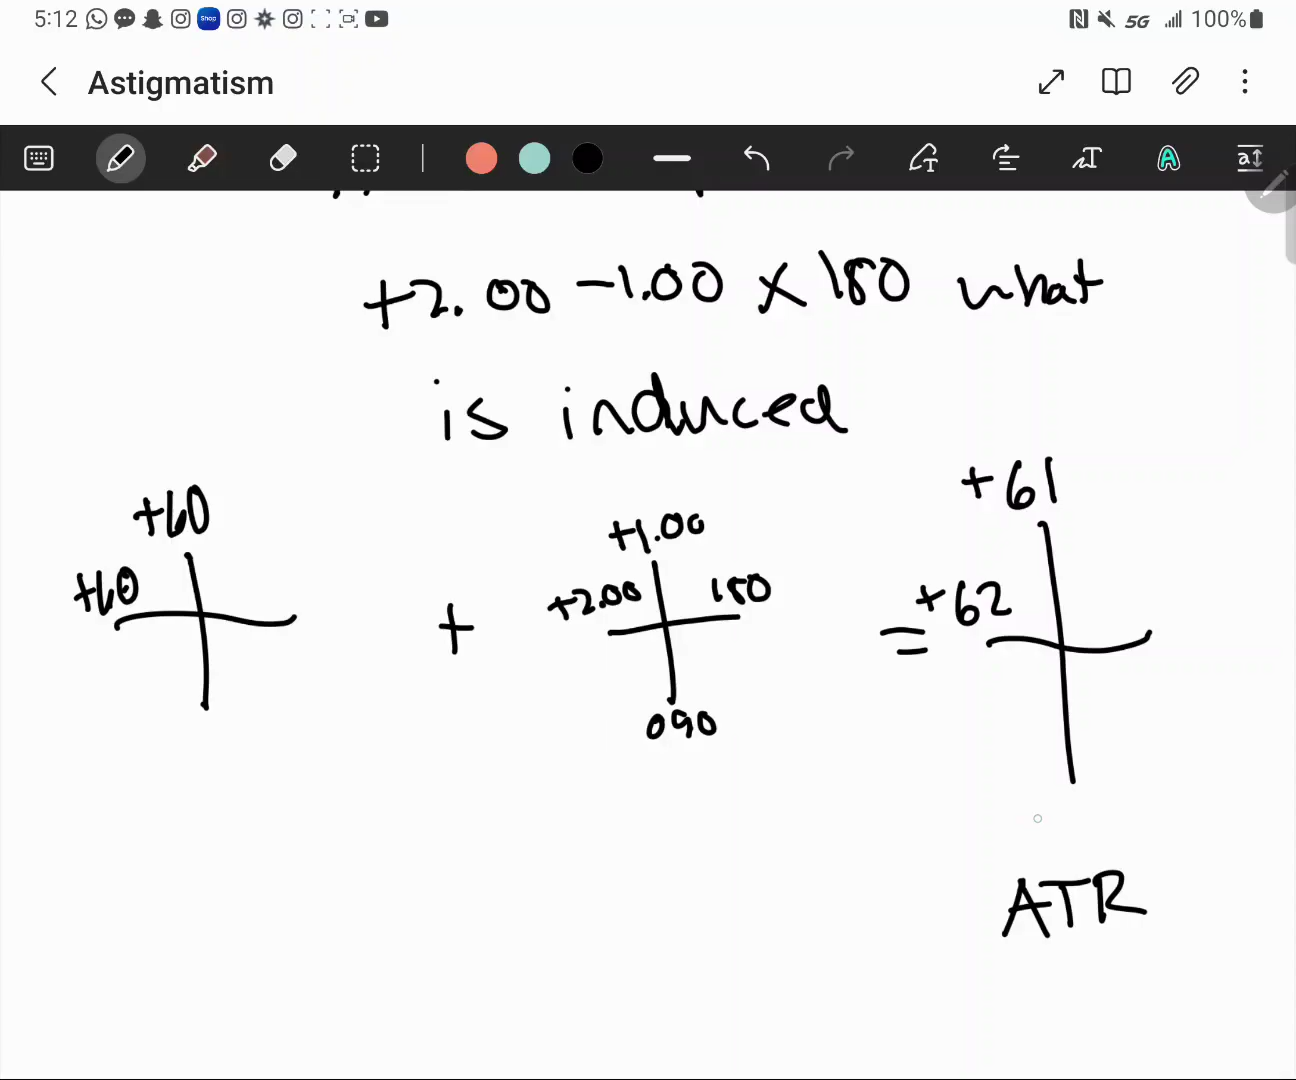 5:12
5G 100%
Astigmatism
Shop
T T A a
+2.00 -1.00 x 180 what
is induced
+60 +1.00 +61
+60 +2.00 180 +62
+ =
090
ATR